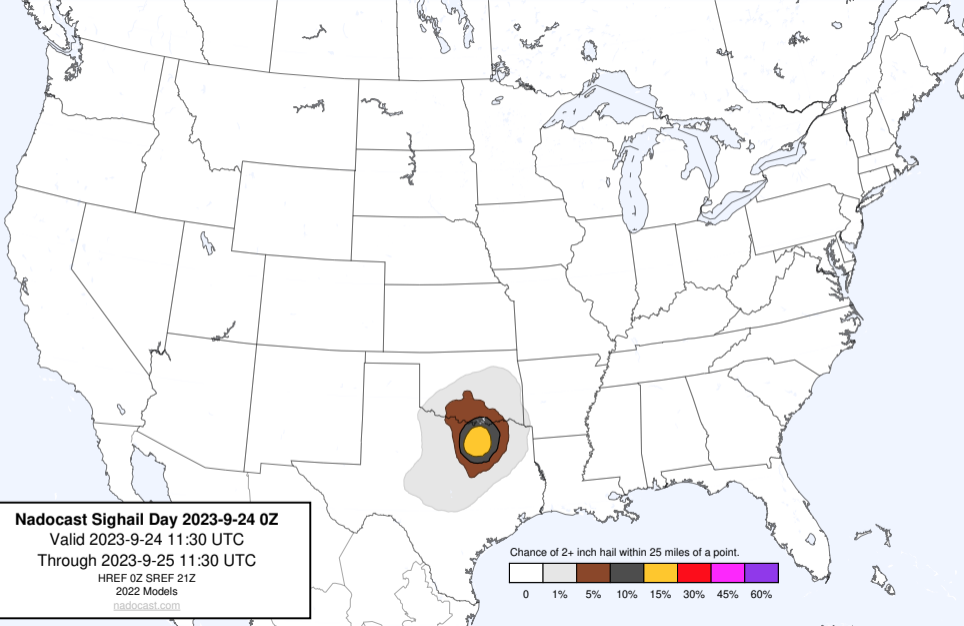 Nadocast Sighail Day 2023-9-24 0Z
Valid 2023-9-24 11:30 UTC
Through 2023-9-25 11:30 UTC
HREF 0Z SREF 21Z
2022 Models
nadocast.com
Chance of 2+ inch hail within 25 miles of a point.
0 1% 5% 10% 15% 30% 45% 60%